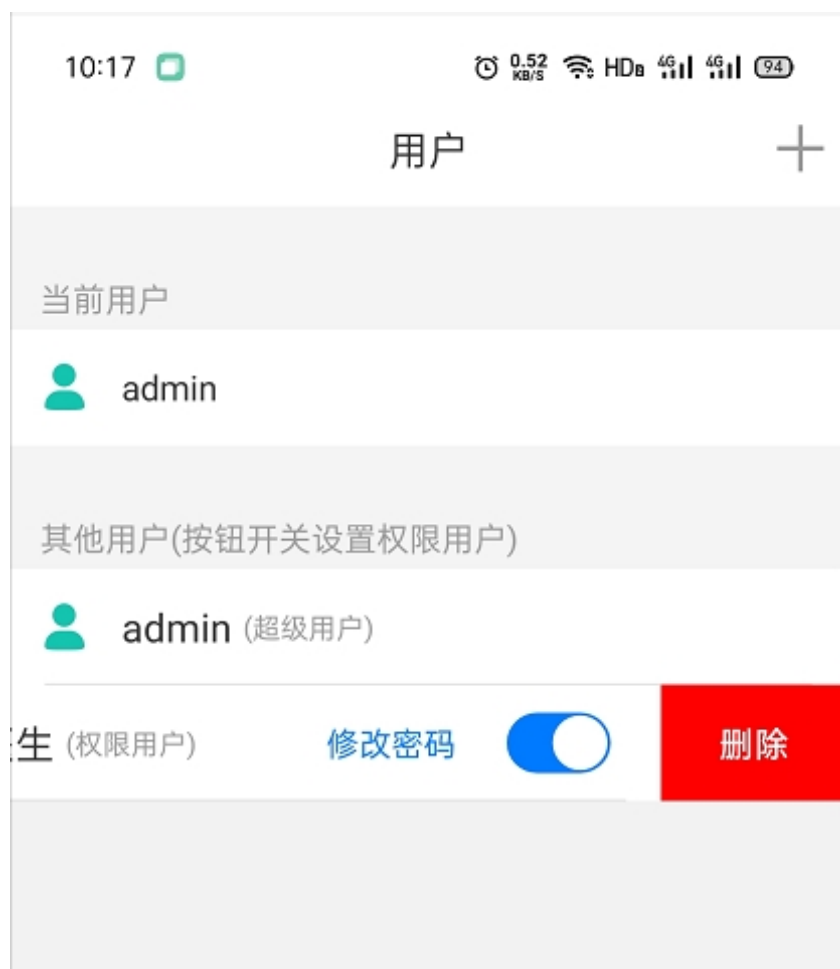 10:17 0.52 KB/S HD 4G 4G 94
用户
当前用户
admin
其他用户(按钮开关设置权限用户)
admin (超级用户)
生 (权限用户) 修改密码 删除